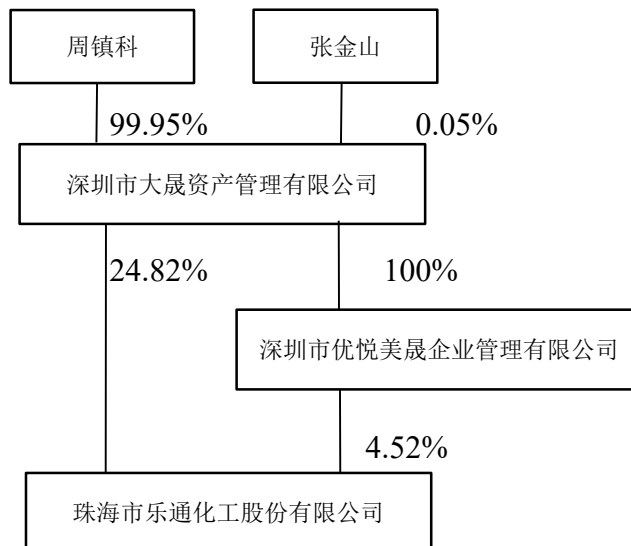 周镇科
张金山
99.95%
0.05%
深圳市大晟资产管理有限公司
24.82%
100%
深圳市优悦美晟企业管理有限公司
4.52%
珠海市乐通化工股份有限公司